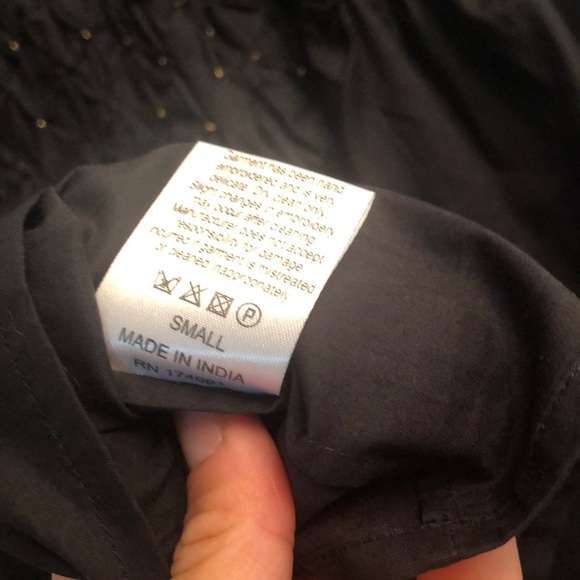 Garment has been hand
embroidered and is very
delicate. Dry clean only.
Slight changes in embroidery
may occur after cleaning
Manufacturer does not accept
responsibility for damage
incurred if garment is mistreated
or cleaned inappropriately.
P
SMALL
MADE IN INDIA
RN